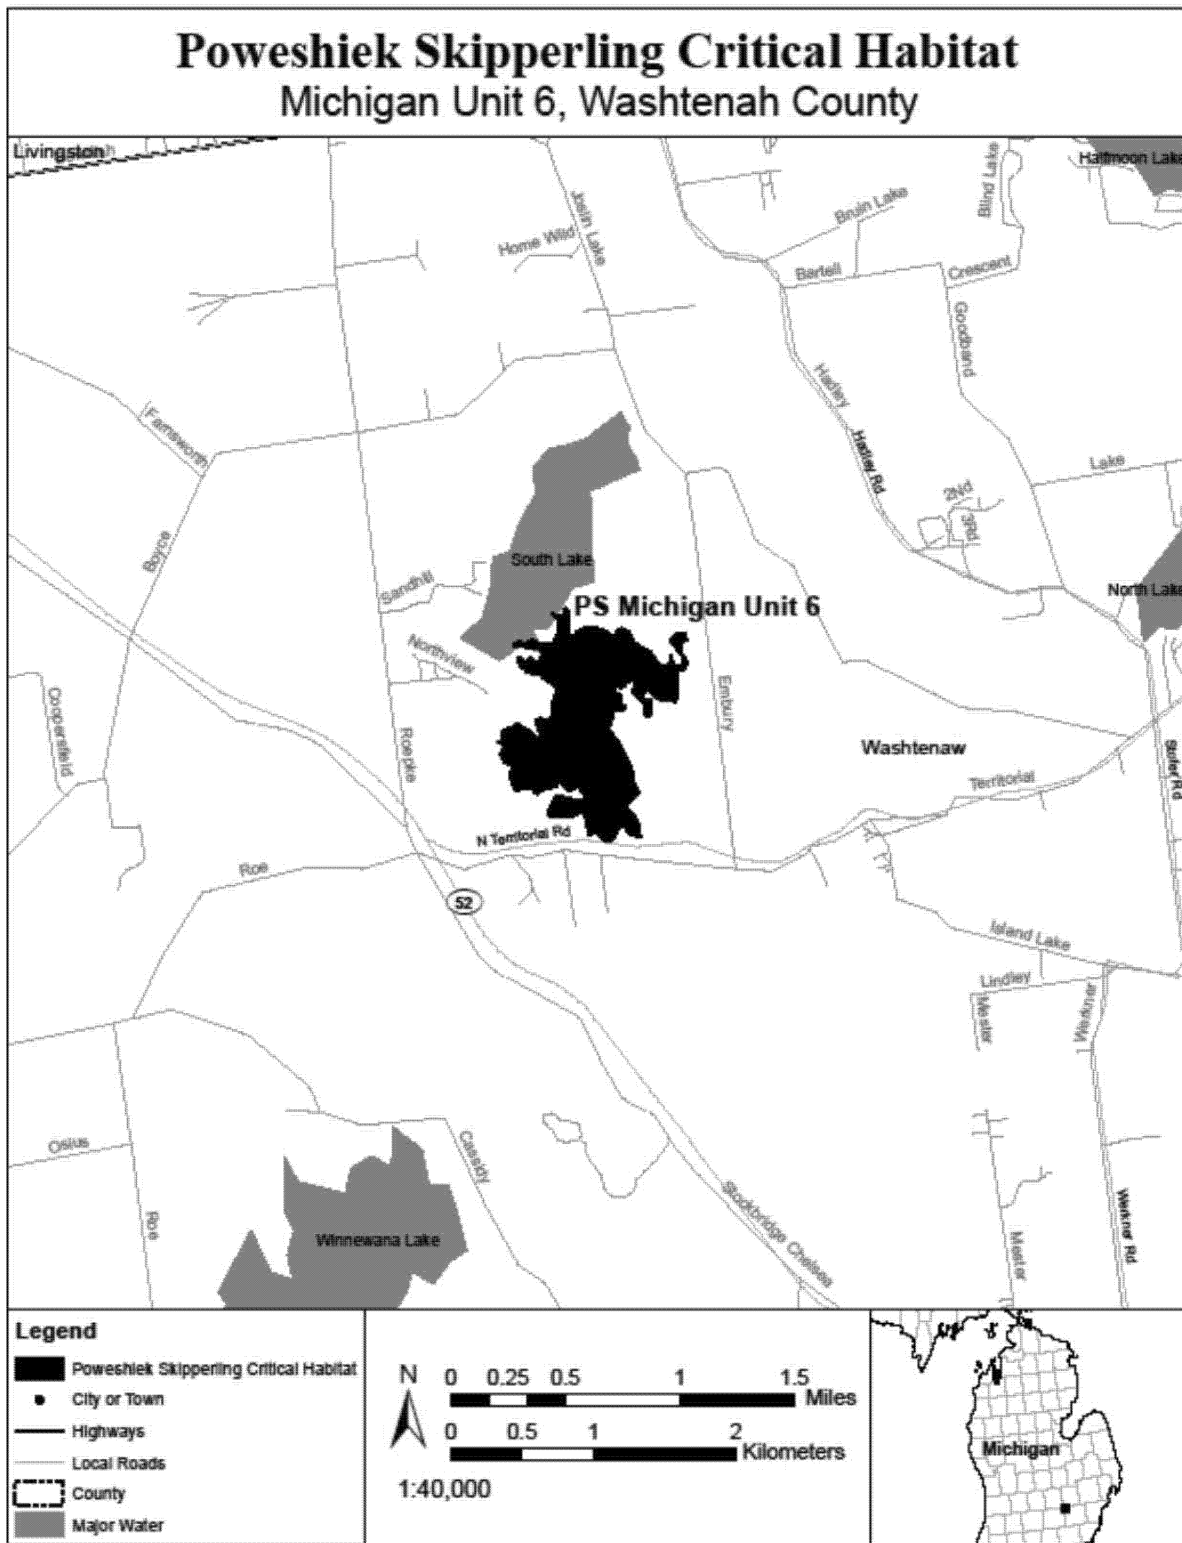 Poweshiek Skipperling Critical Habitat
Michigan Unit 6, Washtenah County
Livingston
Halfmoon Lake
Blind Lake
Bruin Lake
Joslin Lake
Home Wild
Bartell
Crescent
Goodband
Hadley
Farnsworth
Hadley Rd
Lake
2Nd
3Rd
Boyce
South Lake
Sandhill
North Lake
PS Michigan Unit 6
Northview
Embury
Coopersfield
Roepke
Washtenaw
Territorial
Stofer Rd
N Territorial Rd
Roe
52
Island Lake
Lindley
Mester
Werkner
Osius
Cassidy
Stockbridge Chelsea
Roe
Winnewana Lake
Mester
Werkner Rd
Legend
Poweshiek Skipperling Critical Habitat
City or Town
Highways
Local Roads
County
Major Water
N
0 0.25 0.5 1 1.5
Miles
0 0.5 1 2
Kilometers
1:40,000
Michigan